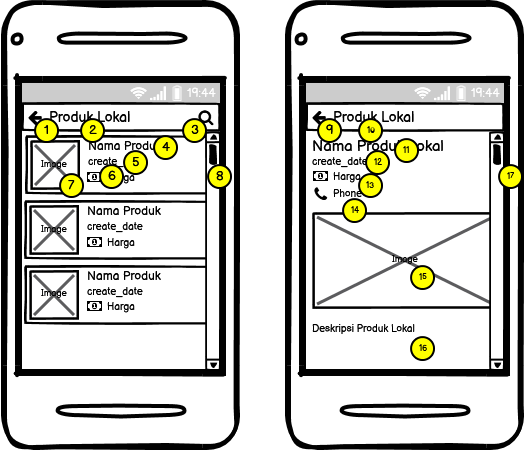 19:44
Produk Lokal
1
2
3
Nama Produk
4
create_
5
Image
6
Harga
7
8
Nama Produk
create_date
Image
Harga
Nama Produk
create_date
Image
Harga
19:44
Produk Lokal
9
10
Nama Produk Lokal
11
create_date
12
Harga
13
Phone
14
17
Image
15
Deskripsi Produk Lokal
16